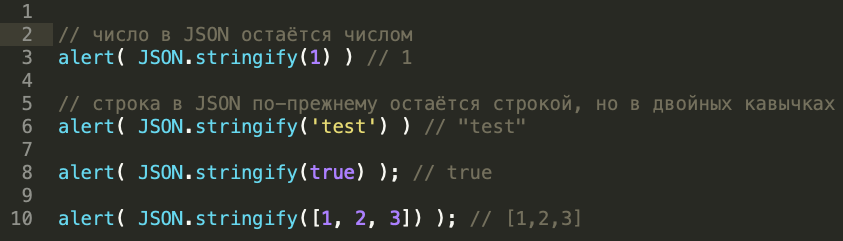 1
2 // число в JSON остаётся числом
3 alert( JSON.stringify(1) ) // 1
4
5 // строка в JSON по-прежнему остаётся строкой, но в двойных кавычках
6 alert( JSON.stringify('test') ) // "test"
7
8 alert( JSON.stringify(true) ); // true
9
10 alert( JSON.stringify([1, 2, 3]) ); // [1,2,3]